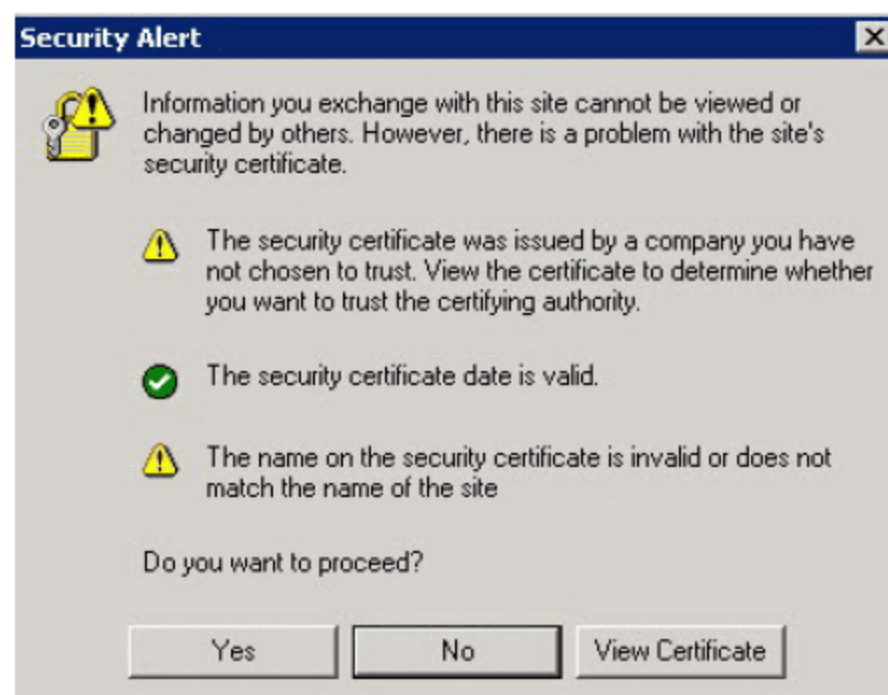 Security Alert
Information you exchange with this site cannot be viewed or
changed by others. However, there is a problem with the site's
security certificate.
The security certificate was issued by a company you have
not chosen to trust. View the certificate to determine whether
you want to trust the certifying authority.
The security certificate date is valid.
The name on the security certificate is invalid or does not
match the name of the site
Do you want to proceed?
Yes No View Certificate